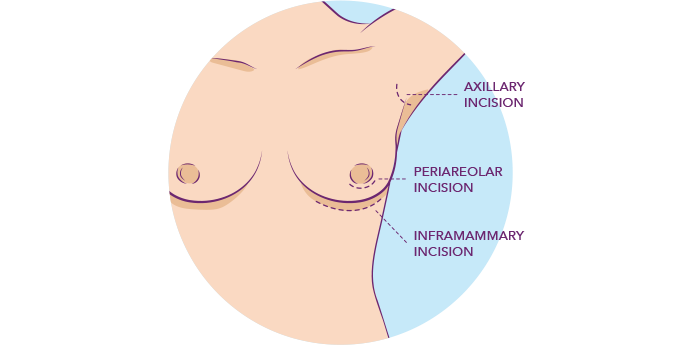 AXILLARY
INCISION
PERIAREOLAR
INCISION
INFRAMAMMARY
INCISION